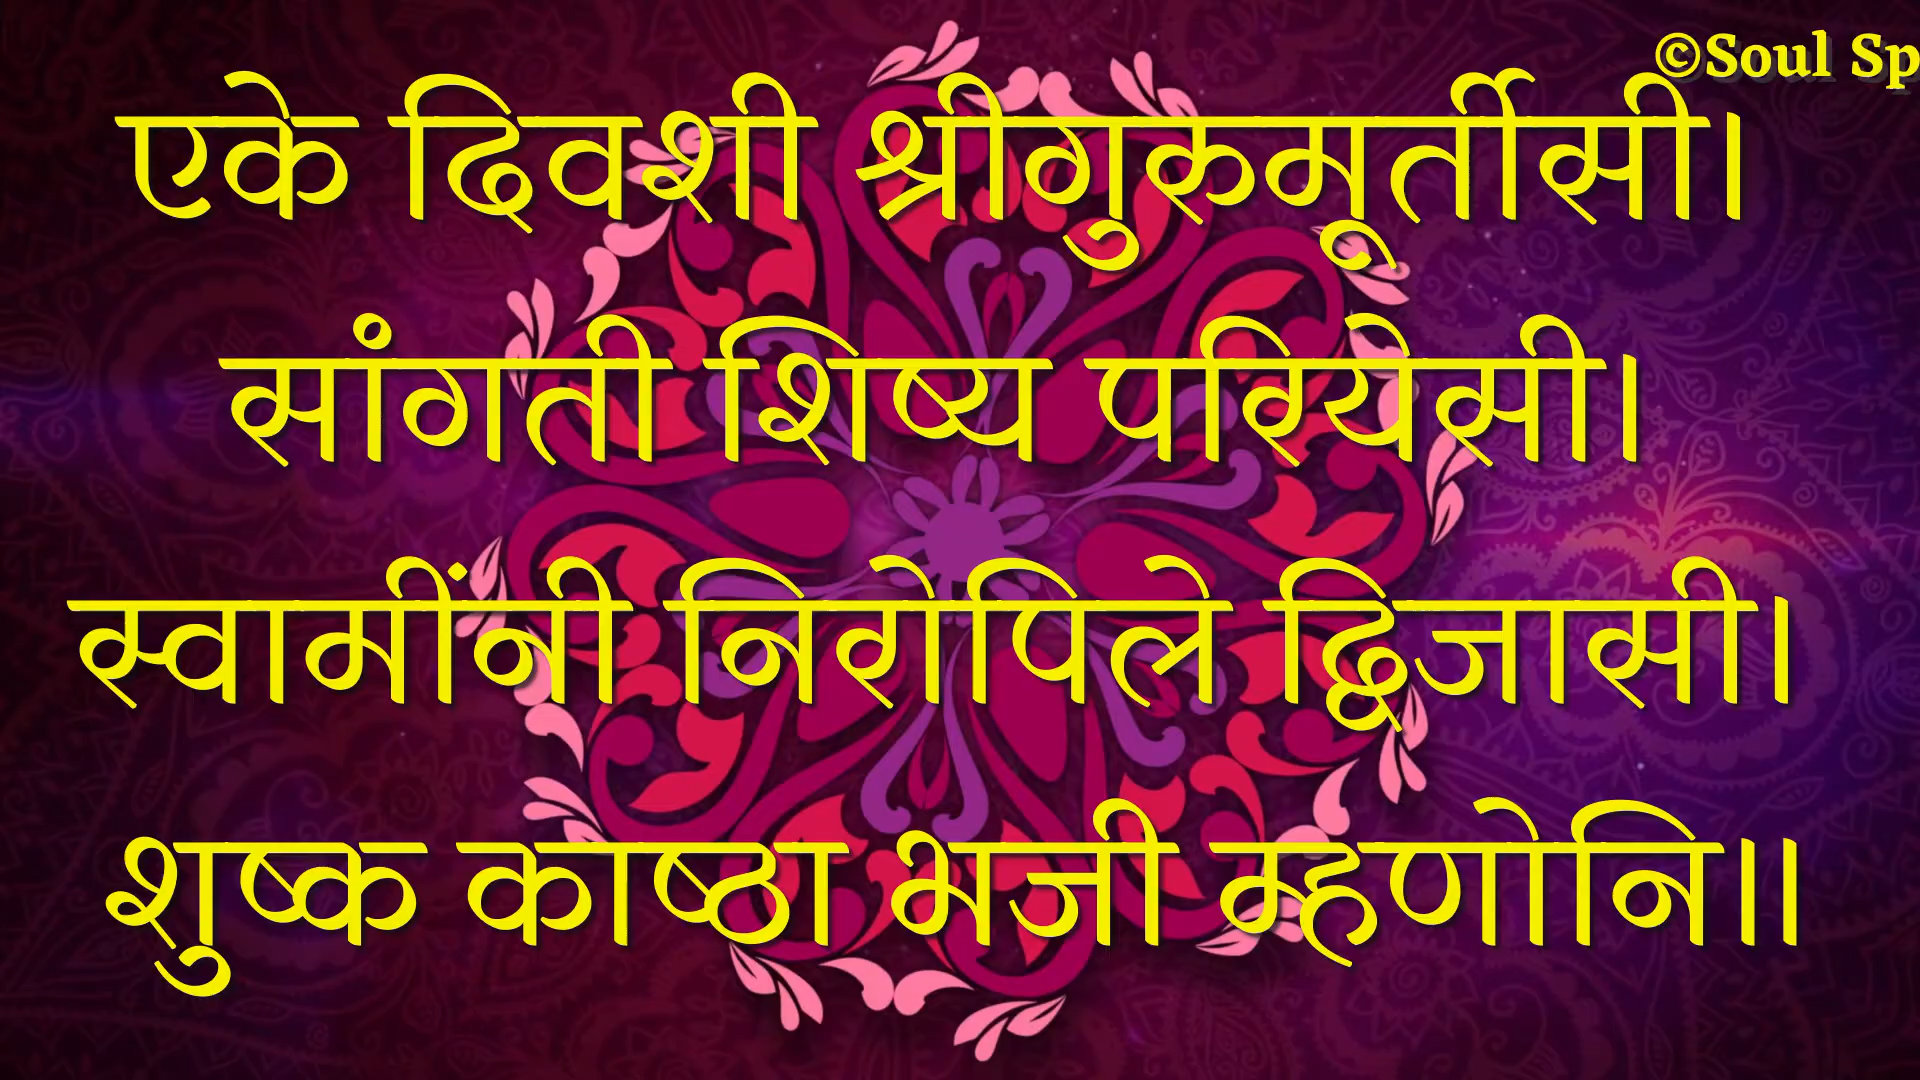 ©Soul Sp
एके दिवशी श्रीगुरुमूर्तीसी।
सांगती शिष्य परियेसी।
स्वामींनी निरोपिले द्विजासी।
शुष्क काष्ठा भजी म्हणोनि॥